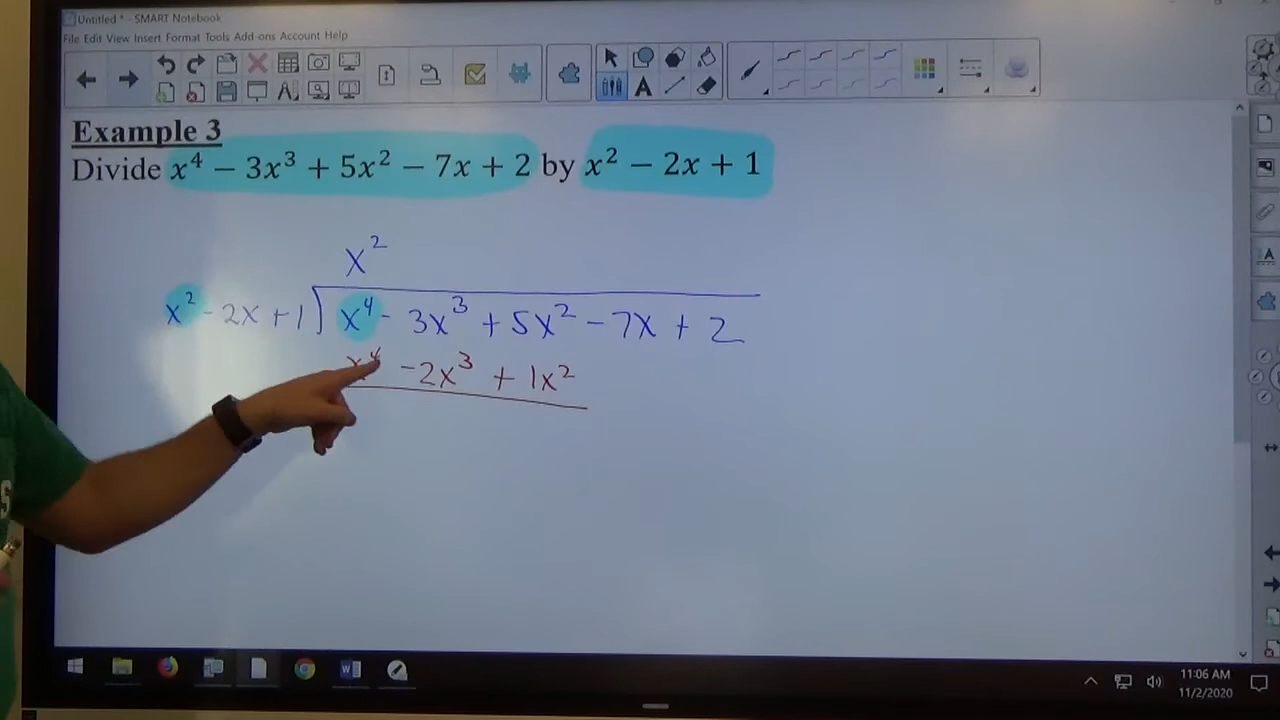 Untitled * - SMART Notebook
File Edit View Insert Format Tools Add-ons Account Help
Example 3
Divide x⁴ − 3x³ + 5x² − 7x + 2 by x² − 2x + 1
x²
x² - 2x + 1 ) x⁴ - 3x³ + 5x² - 7x + 2
x⁴ - 2x³ + 1x²
11:06 AM
11/2/2020